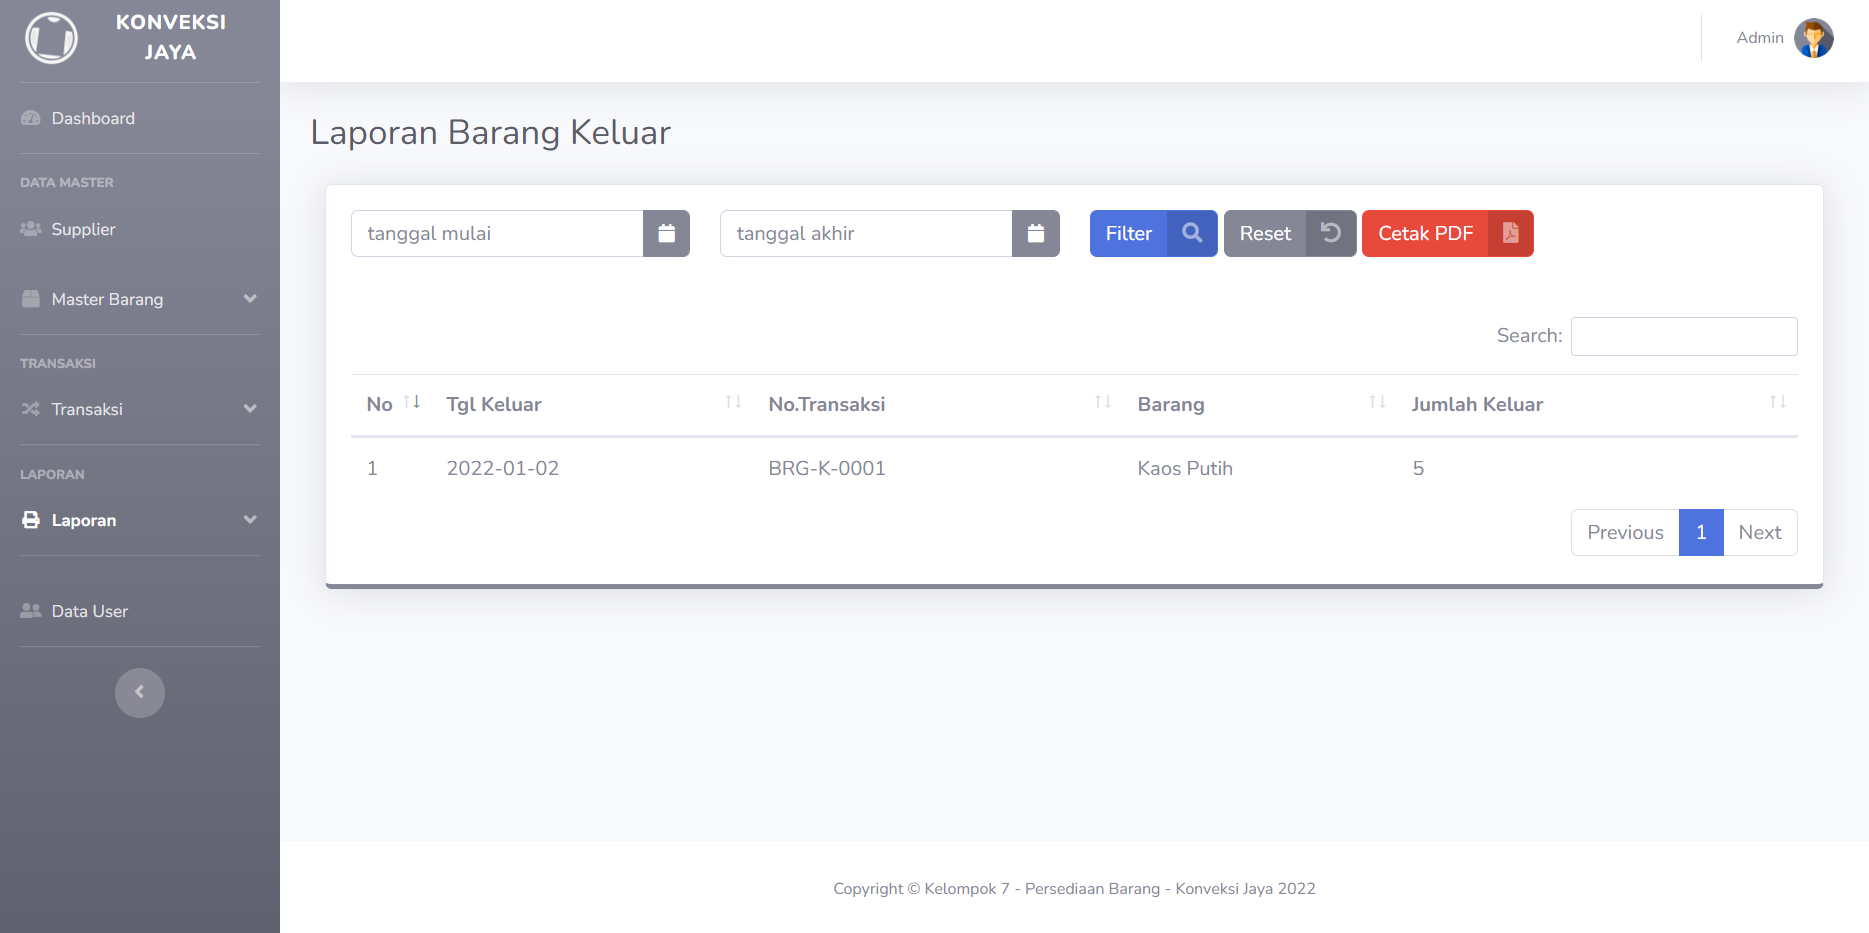 KONVEKSI
JAYA
Admin
Dashboard
DATA MASTER
Supplier
Master Barang
TRANSAKSI
Transaksi
LAPORAN
Laporan
Data User
Laporan Barang Keluar
tanggal mulai
tanggal akhir
Filter
Reset
Cetak PDF
Search:
No Tgl Keluar No.Transaksi Barang Jumlah Keluar
1 2022-01-02 BRG-K-0001 Kaos Putih 5
Previous 1 Next
Copyright © Kelompok 7 - Persediaan Barang - Konveksi Jaya 2022